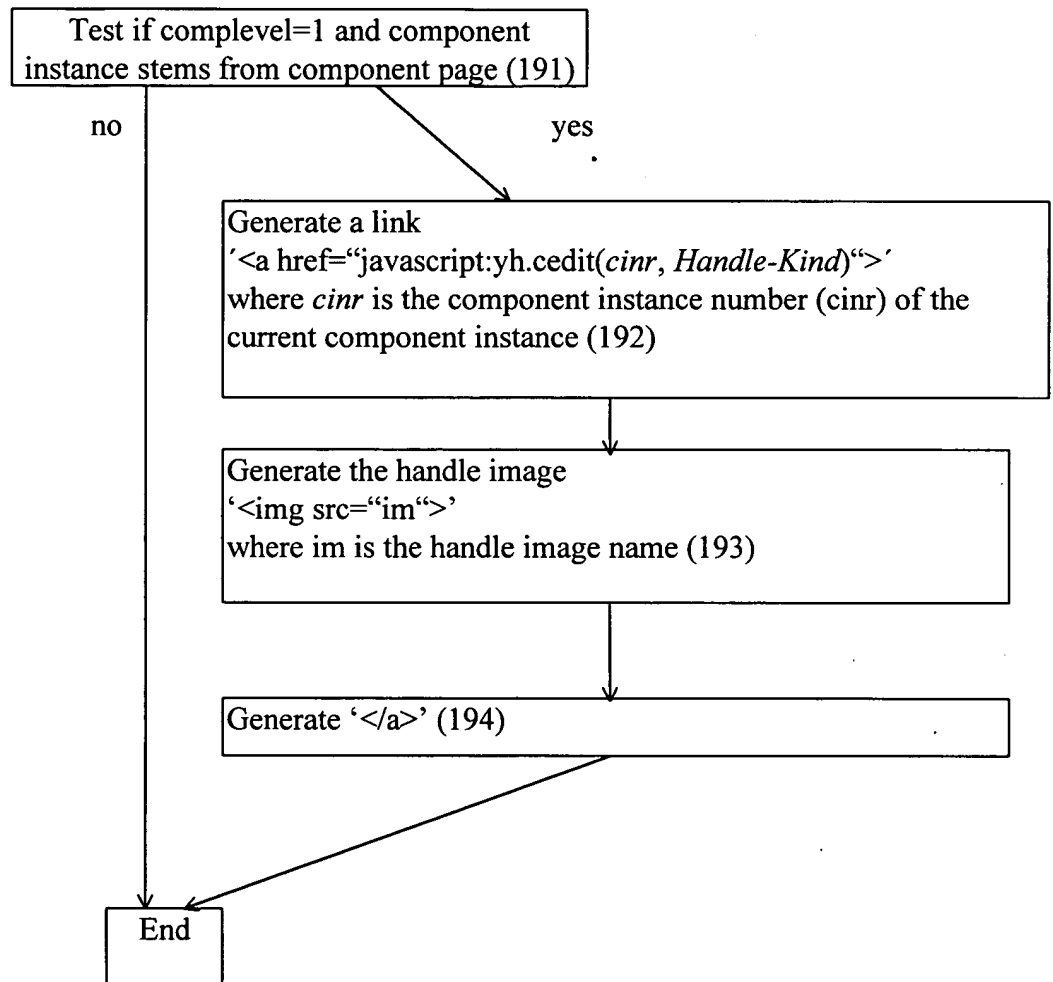 Test if complevel=1 and component
instance stems from component page (191)
no
yes
Generate a link
´<a href=“javascript:yh.cedit(cinr, Handle-Kind)“>´
where cinr is the component instance number (cinr) of the
current component instance (192)
Generate the handle image
‘<img src=“im“>’
where im is the handle image name (193)
Generate ‘</a>’ (194)
End